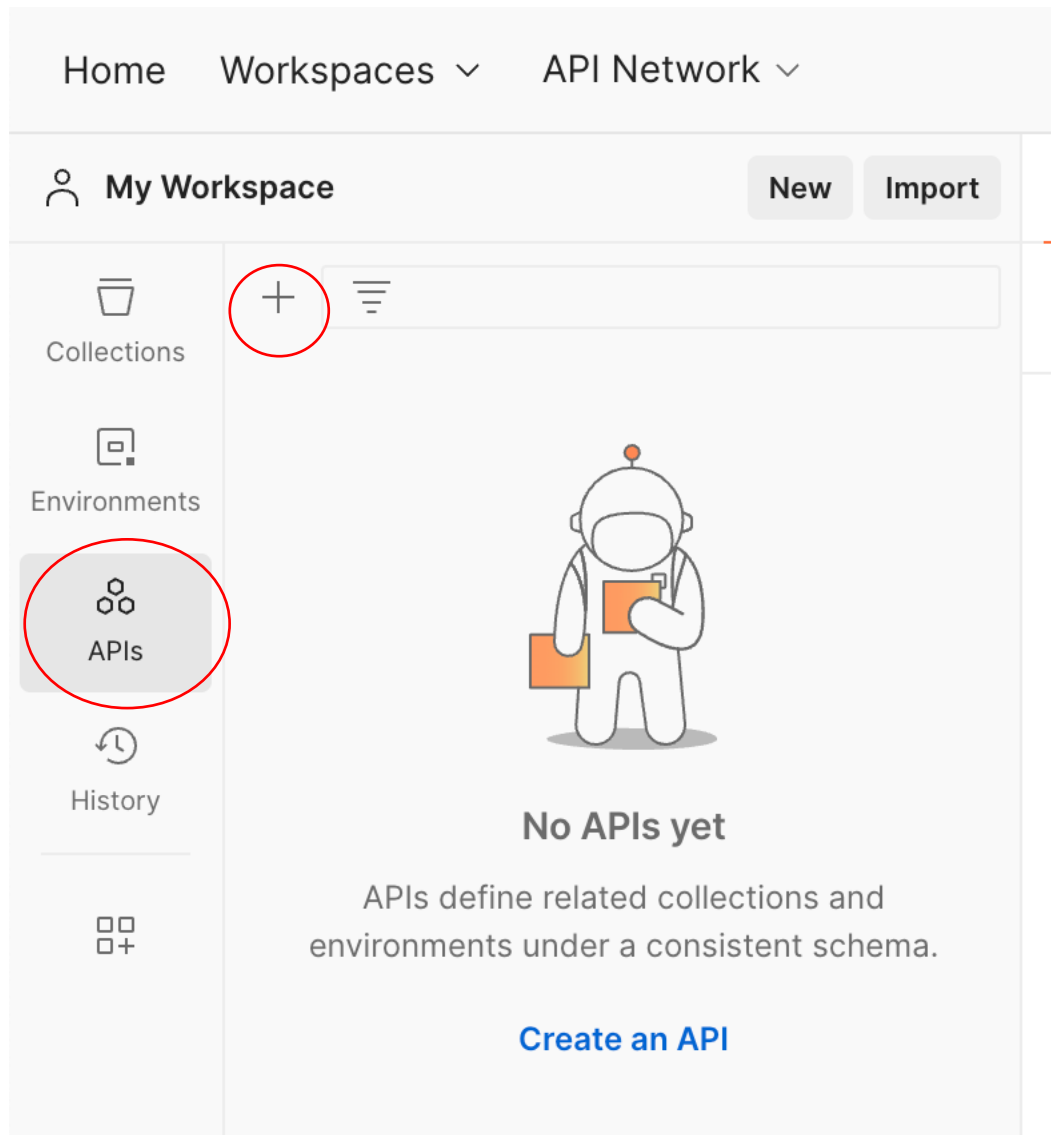 Home Workspaces API Network
My Workspace New Import
Collections
Environments
APIs
History
No APIs yet
APIs define related collections and
environments under a consistent schema.
Create an API